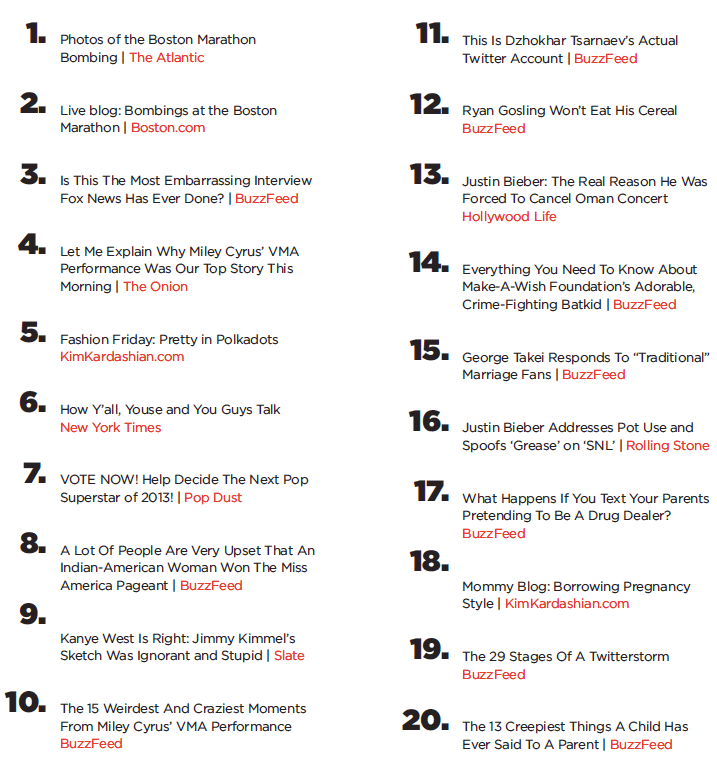 1. Photos of the Boston Marathon
Bombing | The Atlantic
2. Live blog: Bombings at the Boston
Marathon | Boston.com
3. Is This The Most Embarrassing Interview
Fox News Has Ever Done? | BuzzFeed
4. Let Me Explain Why Miley Cyrus’ VMA
Performance Was Our Top Story This
Morning | The Onion
5. Fashion Friday: Pretty in Polkadots
KimKardashian.com
6. How Y’all, Youse and You Guys Talk
New York Times
7. VOTE NOW! Help Decide The Next Pop
Superstar of 2013! | Pop Dust
8. A Lot Of People Are Very Upset That An
Indian-American Woman Won The Miss
America Pageant | BuzzFeed
9. Kanye West Is Right: Jimmy Kimmel’s
Sketch Was Ignorant and Stupid | Slate
10. The 15 Weirdest And Craziest Moments
From Miley Cyrus’ VMA Performance
BuzzFeed
11. This Is Dzhokhar Tsarnaev’s Actual
Twitter Account | BuzzFeed
12. Ryan Gosling Won’t Eat His Cereal
BuzzFeed
13. Justin Bieber: The Real Reason He Was
Forced To Cancel Oman Concert
Hollywood Life
14. Everything You Need To Know About
Make-A-Wish Foundation’s Adorable,
Crime-Fighting Batkid | BuzzFeed
15. George Takei Responds To “Traditional”
Marriage Fans | BuzzFeed
16. Justin Bieber Addresses Pot Use and
Spoofs ‘Grease’ on ‘SNL’ | Rolling Stone
17. What Happens If You Text Your Parents
Pretending To Be A Drug Dealer?
BuzzFeed
18. Mommy Blog: Borrowing Pregnancy
Style | KimKardashian.com
19. The 29 Stages Of A Twitterstorm
BuzzFeed
20. The 13 Creepiest Things A Child Has
Ever Said To A Parent | BuzzFeed